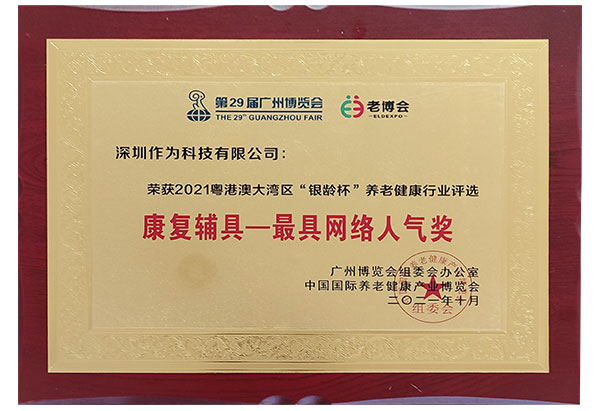 第29届广州博览会
THE 29TH GUANGZHOU FAIR
老博会
—ELDEXPO—
深圳作为科技有限公司：
荣获2021粤港澳大湾区“银龄杯”养老健康行业评选
康复辅具—最具网络人气奖
广州博览会组委会办公室
中国国际养老健康产业博览会
二〇二一年十月
组委会